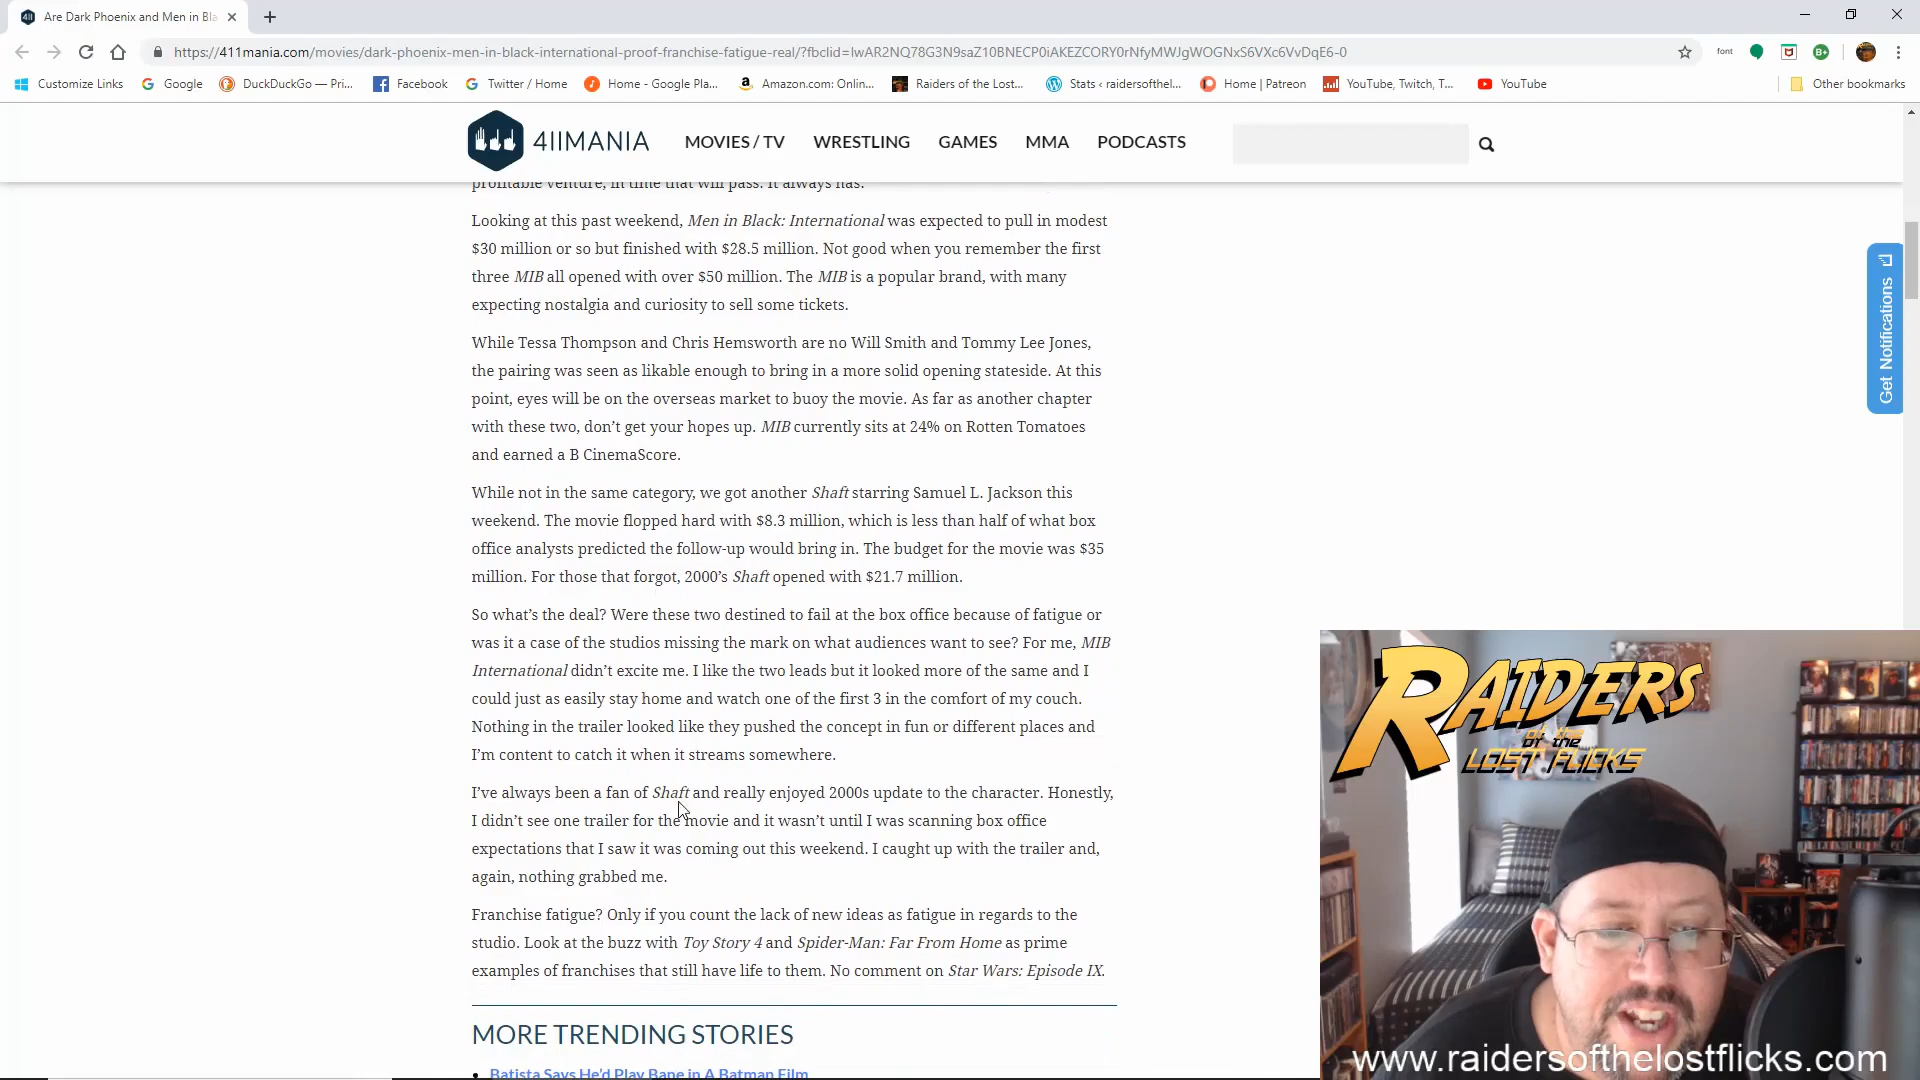 Are Dark Phoenix and Men in Bla
https://411mania.com/movies/dark-phoenix-men-in-black-international-proof-franchise-fatigue-real/?fbclid=IwAR2NQ78G3N9saZ10BNECP0iAKEZCORY0rNfyMWJgWOGNxS6VXc6VvDqE6-0
font
Customize Links Google DuckDuckGo — Pri... Facebook Twitter / Home Home - Google Pla... Amazon.com: Onlin... Raiders of the Lost... Stats ‹ raidersofthel... Home | Patreon YouTube, Twitch, T... YouTube Other bookmarks
411MANIA MOVIES / TV WRESTLING GAMES MMA PODCASTS
profitable venture, in time that will pass. It always has.
Looking at this past weekend, Men in Black: International was expected to pull in modest
$30 million or so but finished with $28.5 million. Not good when you remember the first
three MIB all opened with over $50 million. The MIB is a popular brand, with many
expecting nostalgia and curiosity to sell some tickets.
While Tessa Thompson and Chris Hemsworth are no Will Smith and Tommy Lee Jones,
the pairing was seen as likable enough to bring in a more solid opening stateside. At this
point, eyes will be on the overseas market to buoy the movie. As far as another chapter
with these two, don't get your hopes up. MIB currently sits at 24% on Rotten Tomatoes
and earned a B CinemaScore.
While not in the same category, we got another Shaft starring Samuel L. Jackson this
weekend. The movie flopped hard with $8.3 million, which is less than half of what box
office analysts predicted the follow-up would bring in. The budget for the movie was $35
million. For those that forgot, 2000's Shaft opened with $21.7 million.
So what's the deal? Were these two destined to fail at the box office because of fatigue or
was it a case of the studios missing the mark on what audiences want to see? For me, MIB
International didn't excite me. I like the two leads but it looked more of the same and I
could just as easily stay home and watch one of the first 3 in the comfort of my couch.
Nothing in the trailer looked like they pushed the concept in fun or different places and
I'm content to catch it when it streams somewhere.
I've always been a fan of Shaft and really enjoyed 2000s update to the character. Honestly,
I didn't see one trailer for the movie and it wasn't until I was scanning box office
expectations that I saw it was coming out this weekend. I caught up with the trailer and,
again, nothing grabbed me.
Franchise fatigue? Only if you count the lack of new ideas as fatigue in regards to the
studio. Look at the buzz with Toy Story 4 and Spider-Man: Far From Home as prime
examples of franchises that still have life to them. No comment on Star Wars: Episode IX.
MORE TRENDING STORIES
Batista Says He'd Play Bane in A Batman Film
Get Notifications
RAIDERS
of the
LOST FLICKS
www.raidersofthelostflicks.com